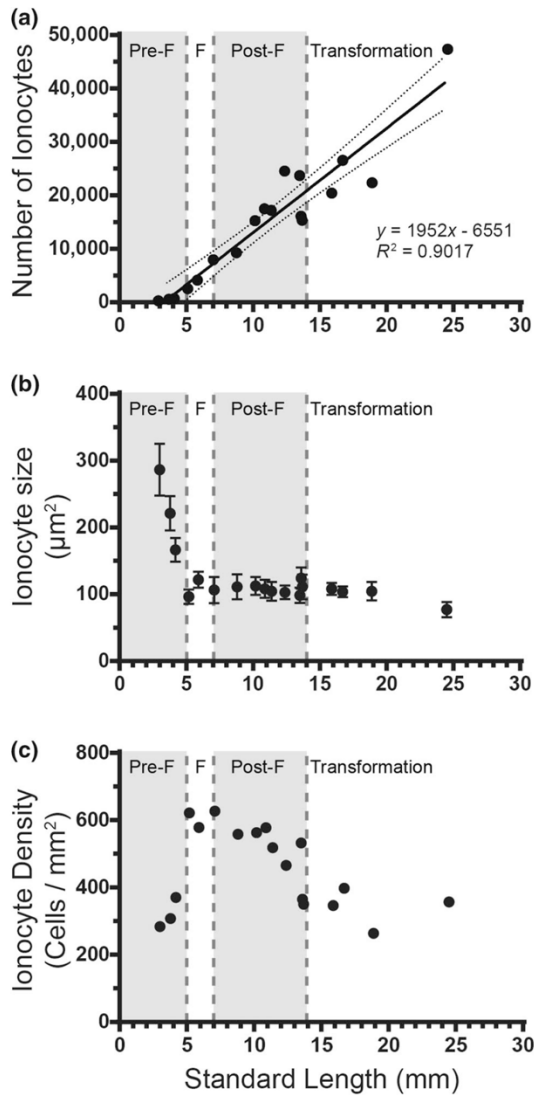 (a)
Pre-F F Post-F Transformation
50,000
40,000
30,000
20,000
10,000
0
Number of Ionocytes
y = 1952x - 6551
R² = 0.9017
0 5 10 15 20 25 30
(b)
Pre-F F Post-F Transformation
400
300
200
100
0
Ionocyte size
(µm²)
0 5 10 15 20 25 30
(c)
Pre-F F Post-F Transformation
800
600
400
200
0
Ionocyte Density
(Cells / mm²)
0 5 10 15 20 25 30
Standard Length (mm)